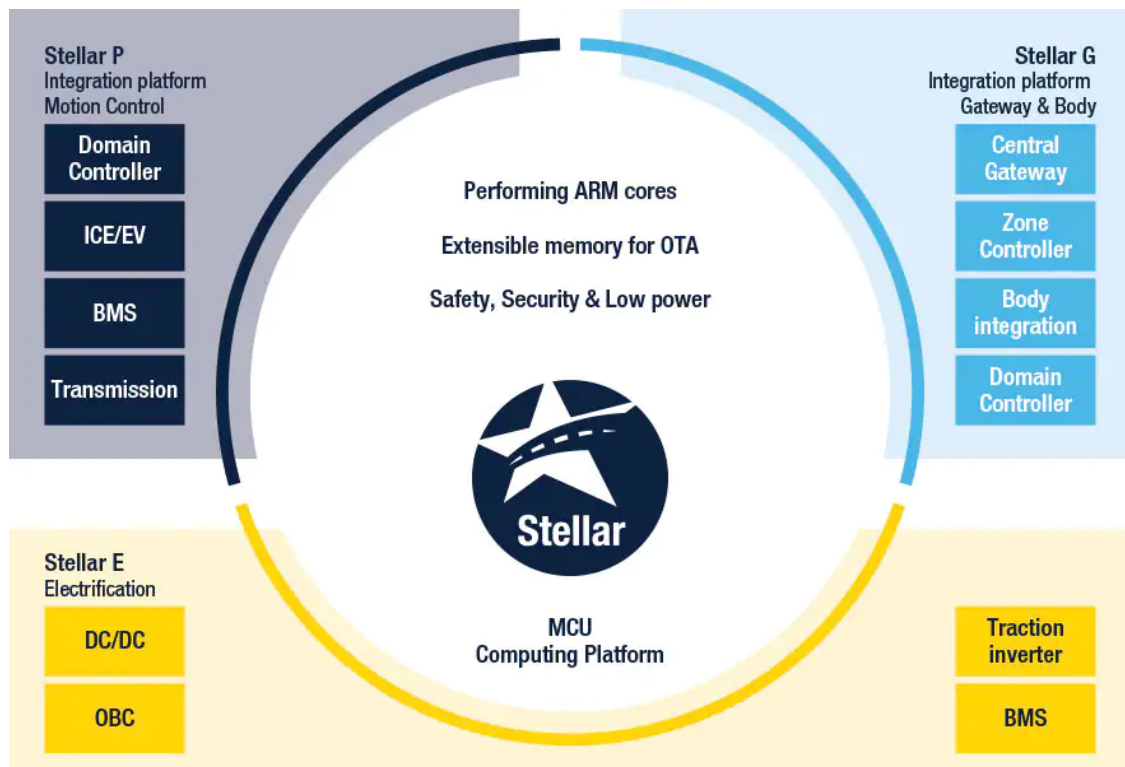 Stellar P
Integration platform
Motion Control
Domain
Controller
ICE/EV
BMS
Transmission
Performing ARM cores
Extensible memory for OTA
Safety, Security & Low power
Stellar
MCU
Computing Platform
Stellar G
Integration platform
Gateway & Body
Central
Gateway
Zone
Controller
Body
integration
Domain
Controller
Stellar E
Electrification
DC/DC
OBC
Traction
inverter
BMS